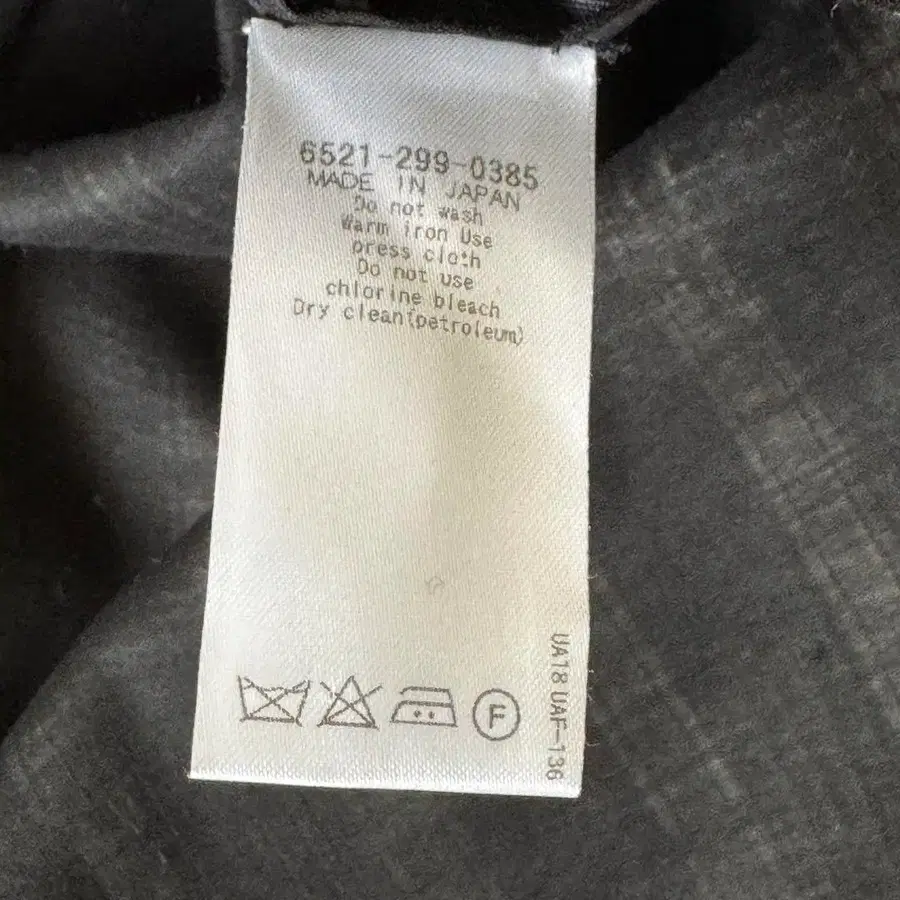 6521-299-0385
MADE IN JAPAN
Do not wash
Warm iron Use
press cloth
Do not use
chlorine bleach
Dry clean(petroleum)
F
UA18 UAF-136